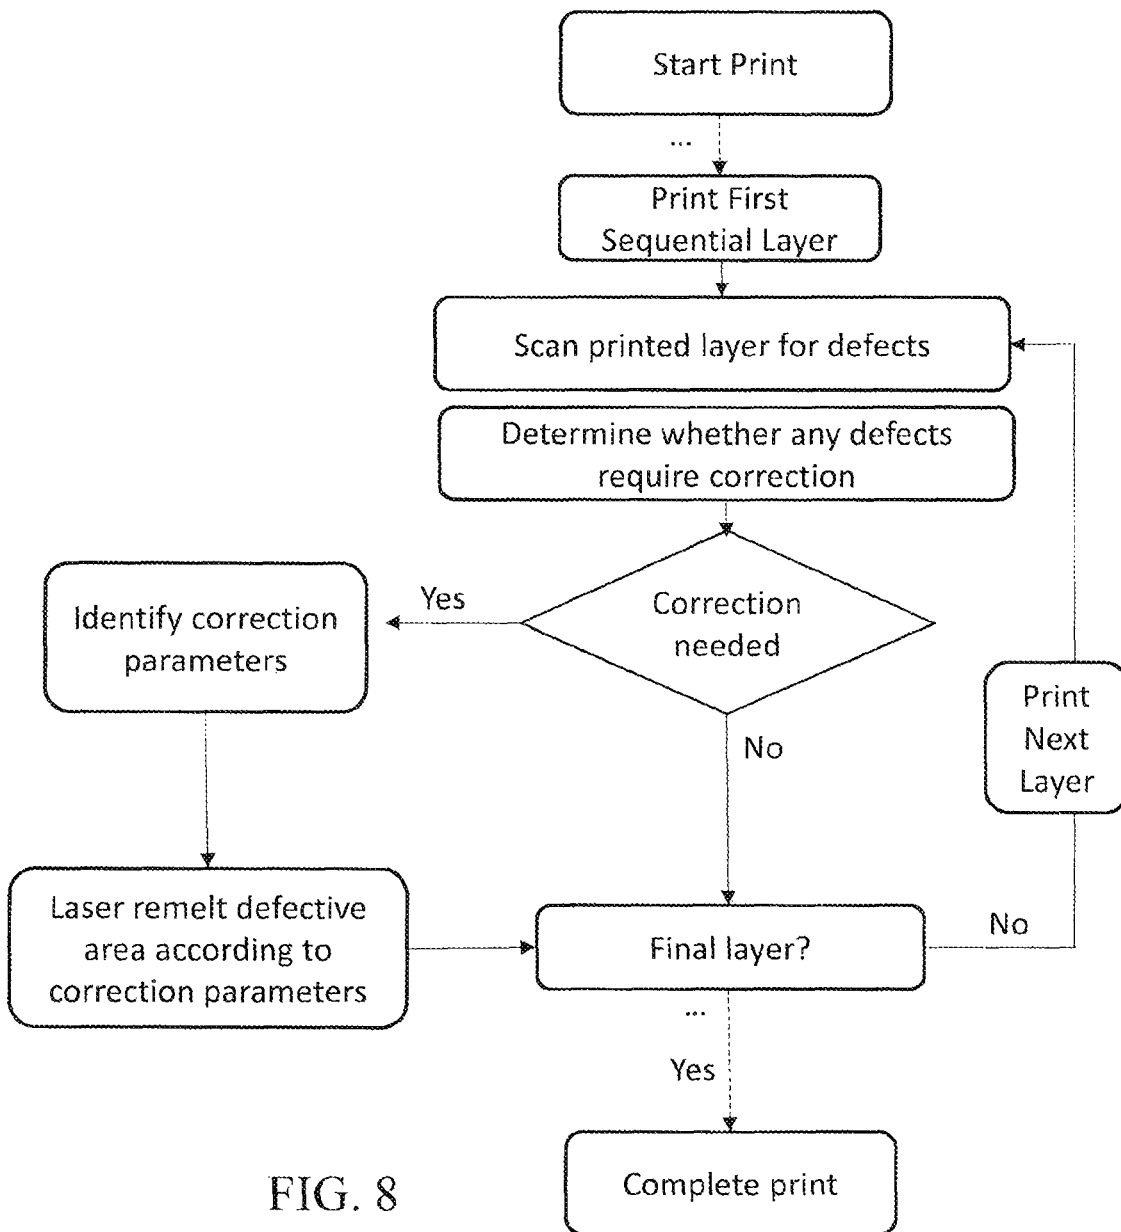 Start Print
...
Print First
Sequential Layer
Scan printed layer for defects
Determine whether any defects
require correction
Correction
needed
Yes
Identify correction
parameters
No
Print
Next
Layer
Laser remelt defective
area according to
correction parameters
Final layer?
No
...
Yes
Complete print
FIG. 8